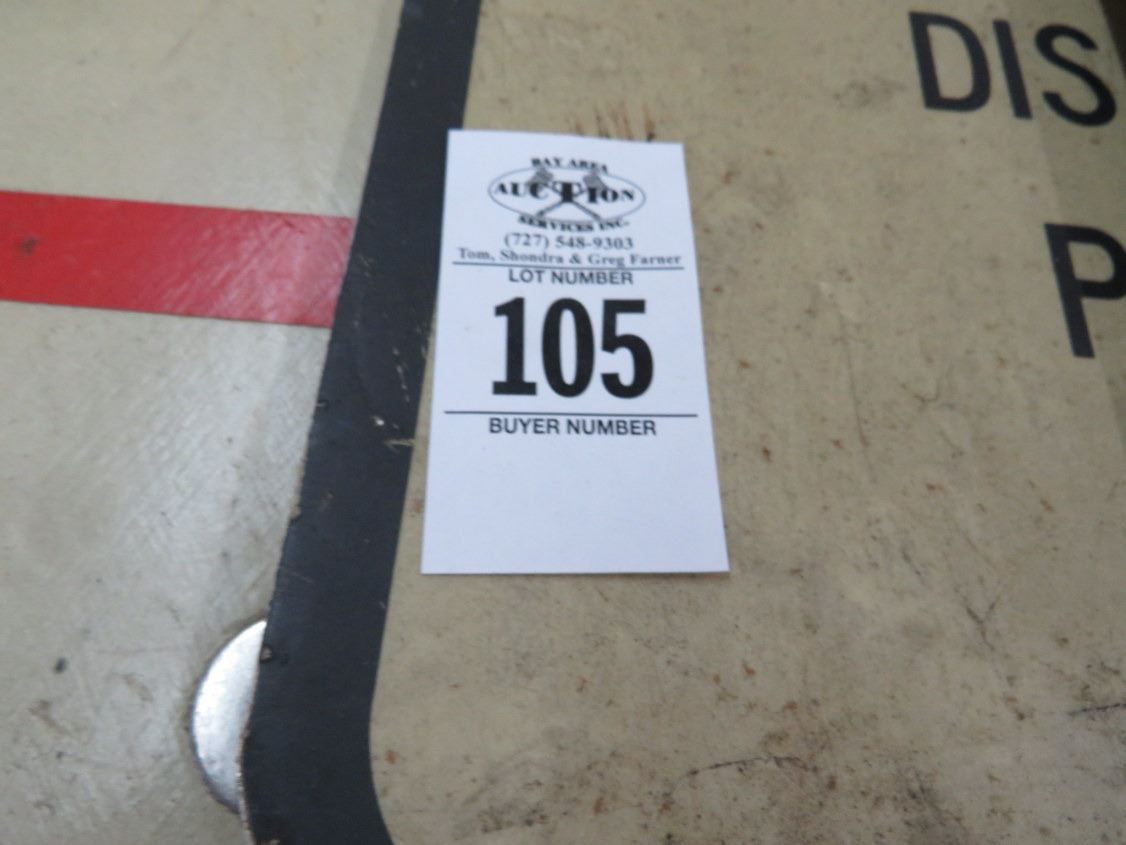 DIS
P
BAY AREA
AUCTION
SERVICES INC.
(727) 548-9303
Tom, Shondra & Greg Farner
LOT NUMBER
105
BUYER NUMBER